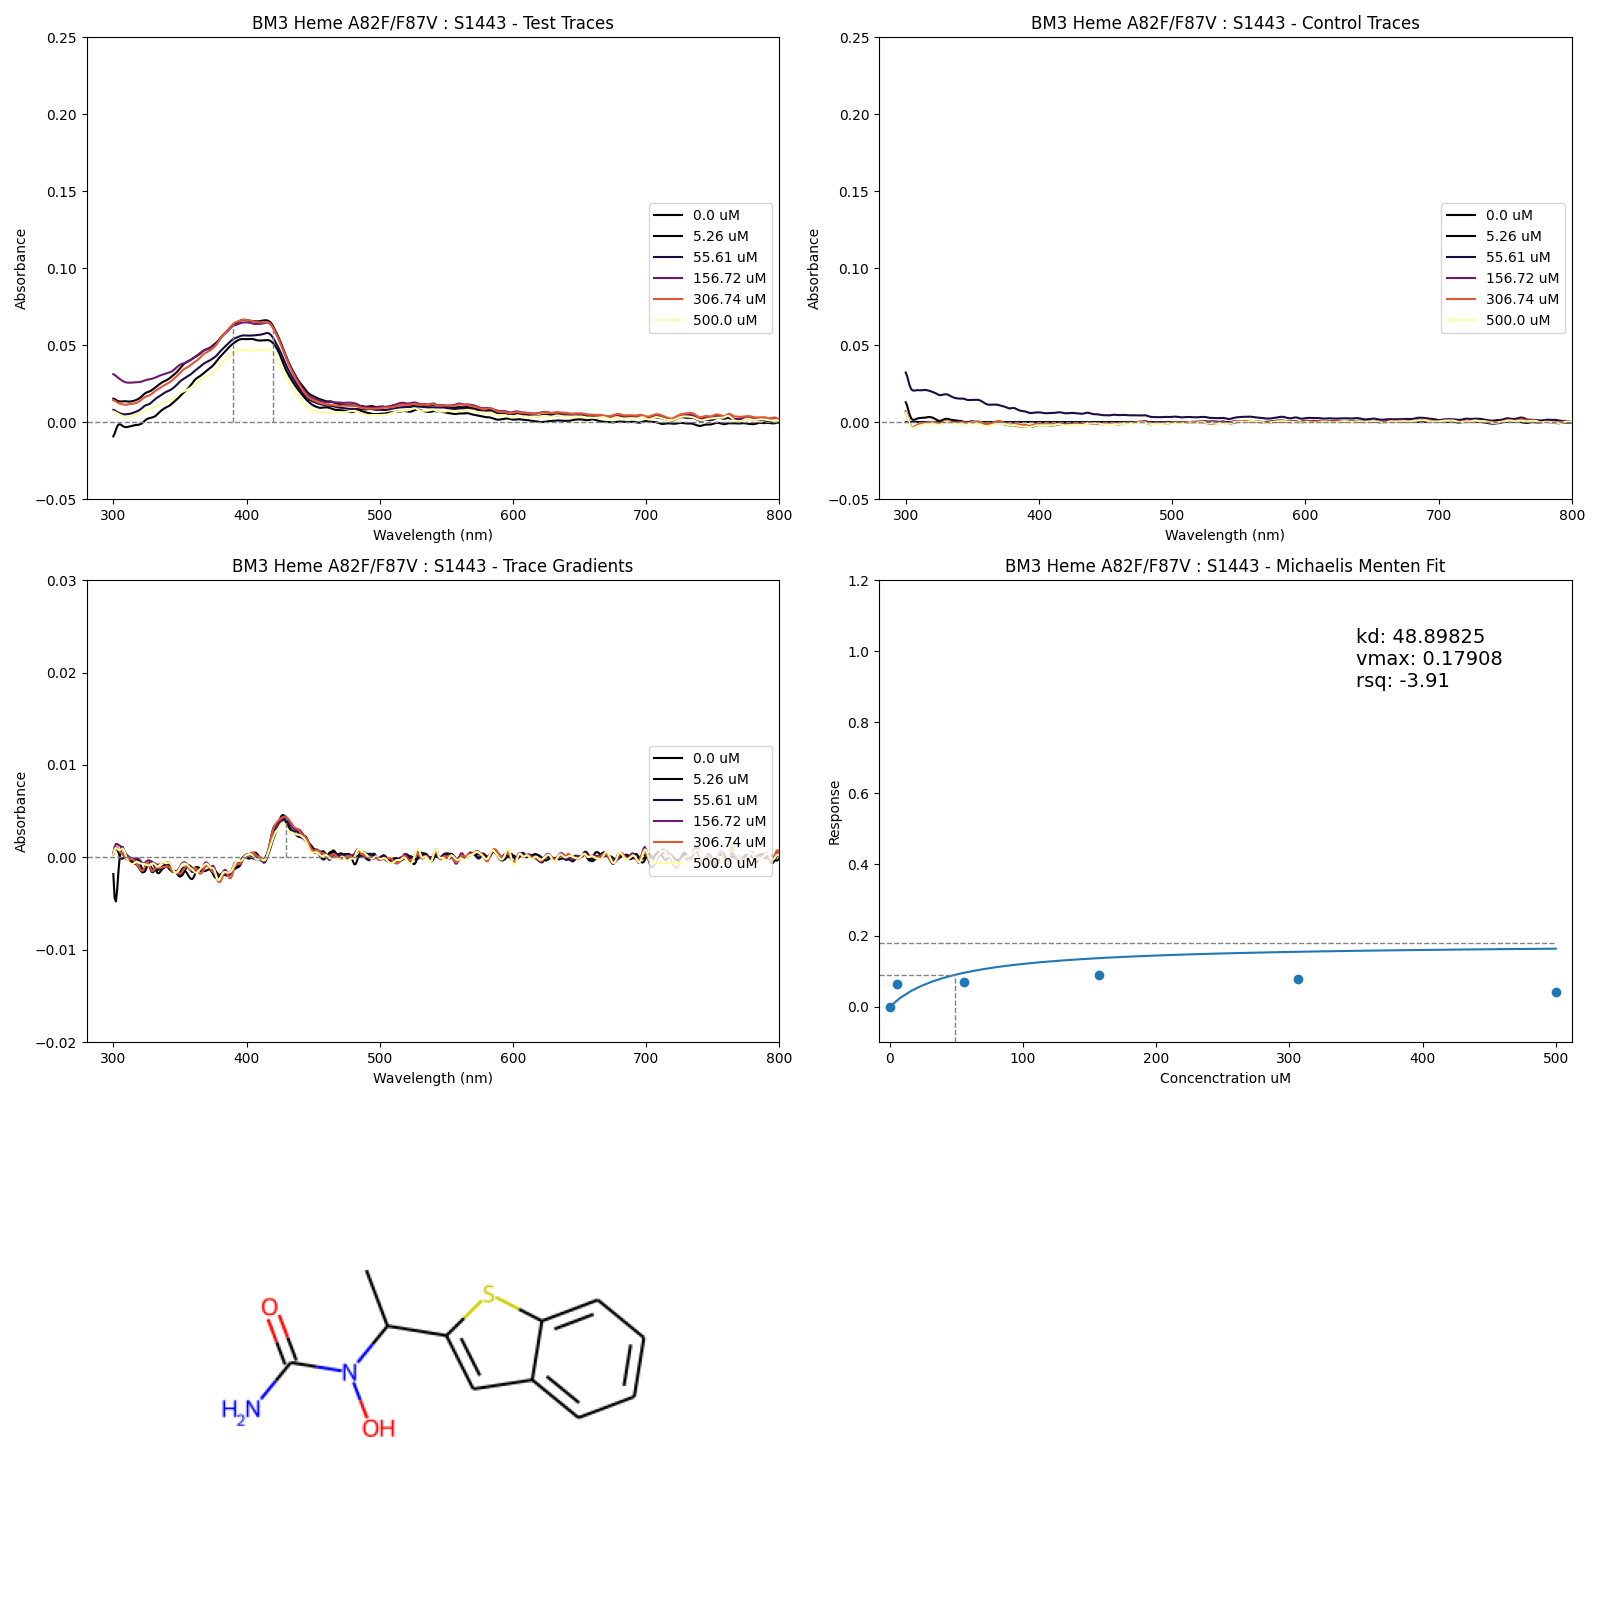 BM3 Heme A82F/F87V : S1443 - Test Traces
0.25
0.20
0.15
0.10
0.05
0.00
−0.05
Absorbance
300
400
500
600
700
800
Wavelength (nm)
0.0 uM
5.26 uM
55.61 uM
156.72 uM
306.74 uM
500.0 uM
BM3 Heme A82F/F87V : S1443 - Control Traces
0.25
0.20
0.15
0.10
0.05
0.00
−0.05
Absorbance
300
400
500
600
700
800
Wavelength (nm)
0.0 uM
5.26 uM
55.61 uM
156.72 uM
306.74 uM
500.0 uM
BM3 Heme A82F/F87V : S1443 - Trace Gradients
0.03
0.02
0.01
0.00
−0.01
−0.02
Absorbance
300
400
500
600
700
800
Wavelength (nm)
0.0 uM
5.26 uM
55.61 uM
156.72 uM
306.74 uM
500.0 uM
BM3 Heme A82F/F87V : S1443 - Michaelis Menten Fit
1.2
1.0
0.8
0.6
0.4
0.2
0.0
Response
kd: 48.89825
vmax: 0.17908
rsq: -3.91
0
100
200
300
400
500
Concenctration uM
S
O
N
H2N
OH